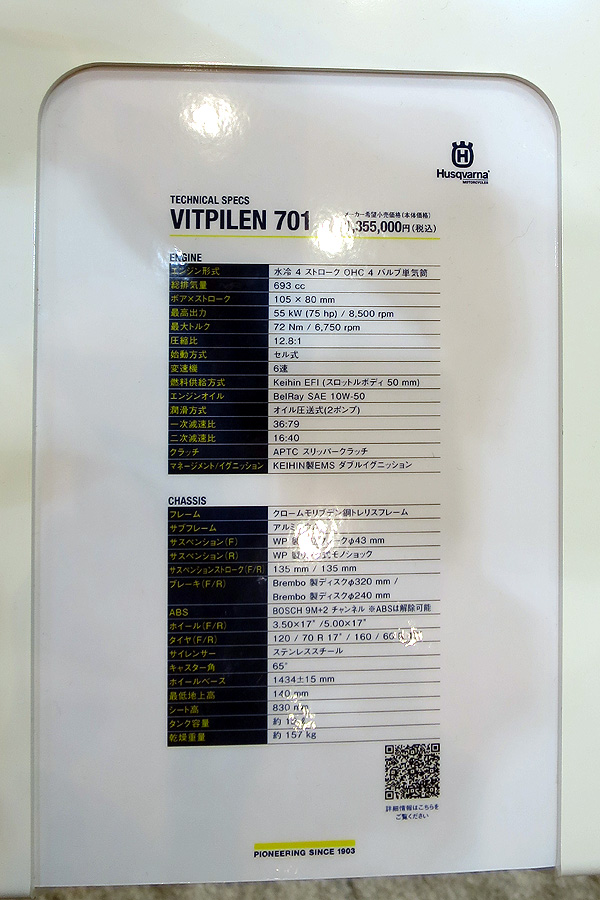 Husqvarna
MOTORCYCLES
TECHNICAL SPECS
VITPILEN 701
メーカー希望小売価格(本体価格)
,355,000円(税込)
ENGINE
エンジン形式 水冷 4 ストローク OHC 4 バルブ単気筒
総排気量 693 cc
ボア×ストローク 105 × 80 mm
最高出力 55 kW (75 hp) / 8,500 rpm
最大トルク 72 Nm / 6,750 rpm
圧縮比 12.8:1
始動方式 セル式
変速機 6速
燃料供給方式 Keihin EFI (スロットルボディ 50 mm)
エンジンオイル BelRay SAE 10W-50
潤滑方式 オイル圧送式(2ポンプ)
一次減速比 36:79
二次減速比 16:40
クラッチ APTC スリッパークラッチ
マネージメント/イグニッション KEIHIN製EMS ダブルイグニッション
CHASSIS
フレーム クロームモリブデン鋼トレリスフレーム
サブフレーム アルミ
サスペンション(F) WP 製 ークφ43 mm
サスペンション(R) WP 製 式モノショック
サスペンションストローク(F/R) 135 mm / 135 mm
ブレーキ(F/R) Brembo 製ディスクφ320 mm /
Brembo 製ディスクφ240 mm
ABS BOSCH 9M+2 チャンネル ※ABSは解除可能
ホイール(F/R) 3.50×17" /5.00×17"
タイヤ(F/R) 120 / 70 R 17" / 160 / 60
サイレンサー ステンレススチール
キャスター角 65°
ホイールベース 1434±15 mm
最低地上高 140 mm
シート高 830 mm
タンク容量 約
乾燥重量 約 157 kg
詳細情報はこちらを
ご覧ください
PIONEERING SINCE 1903